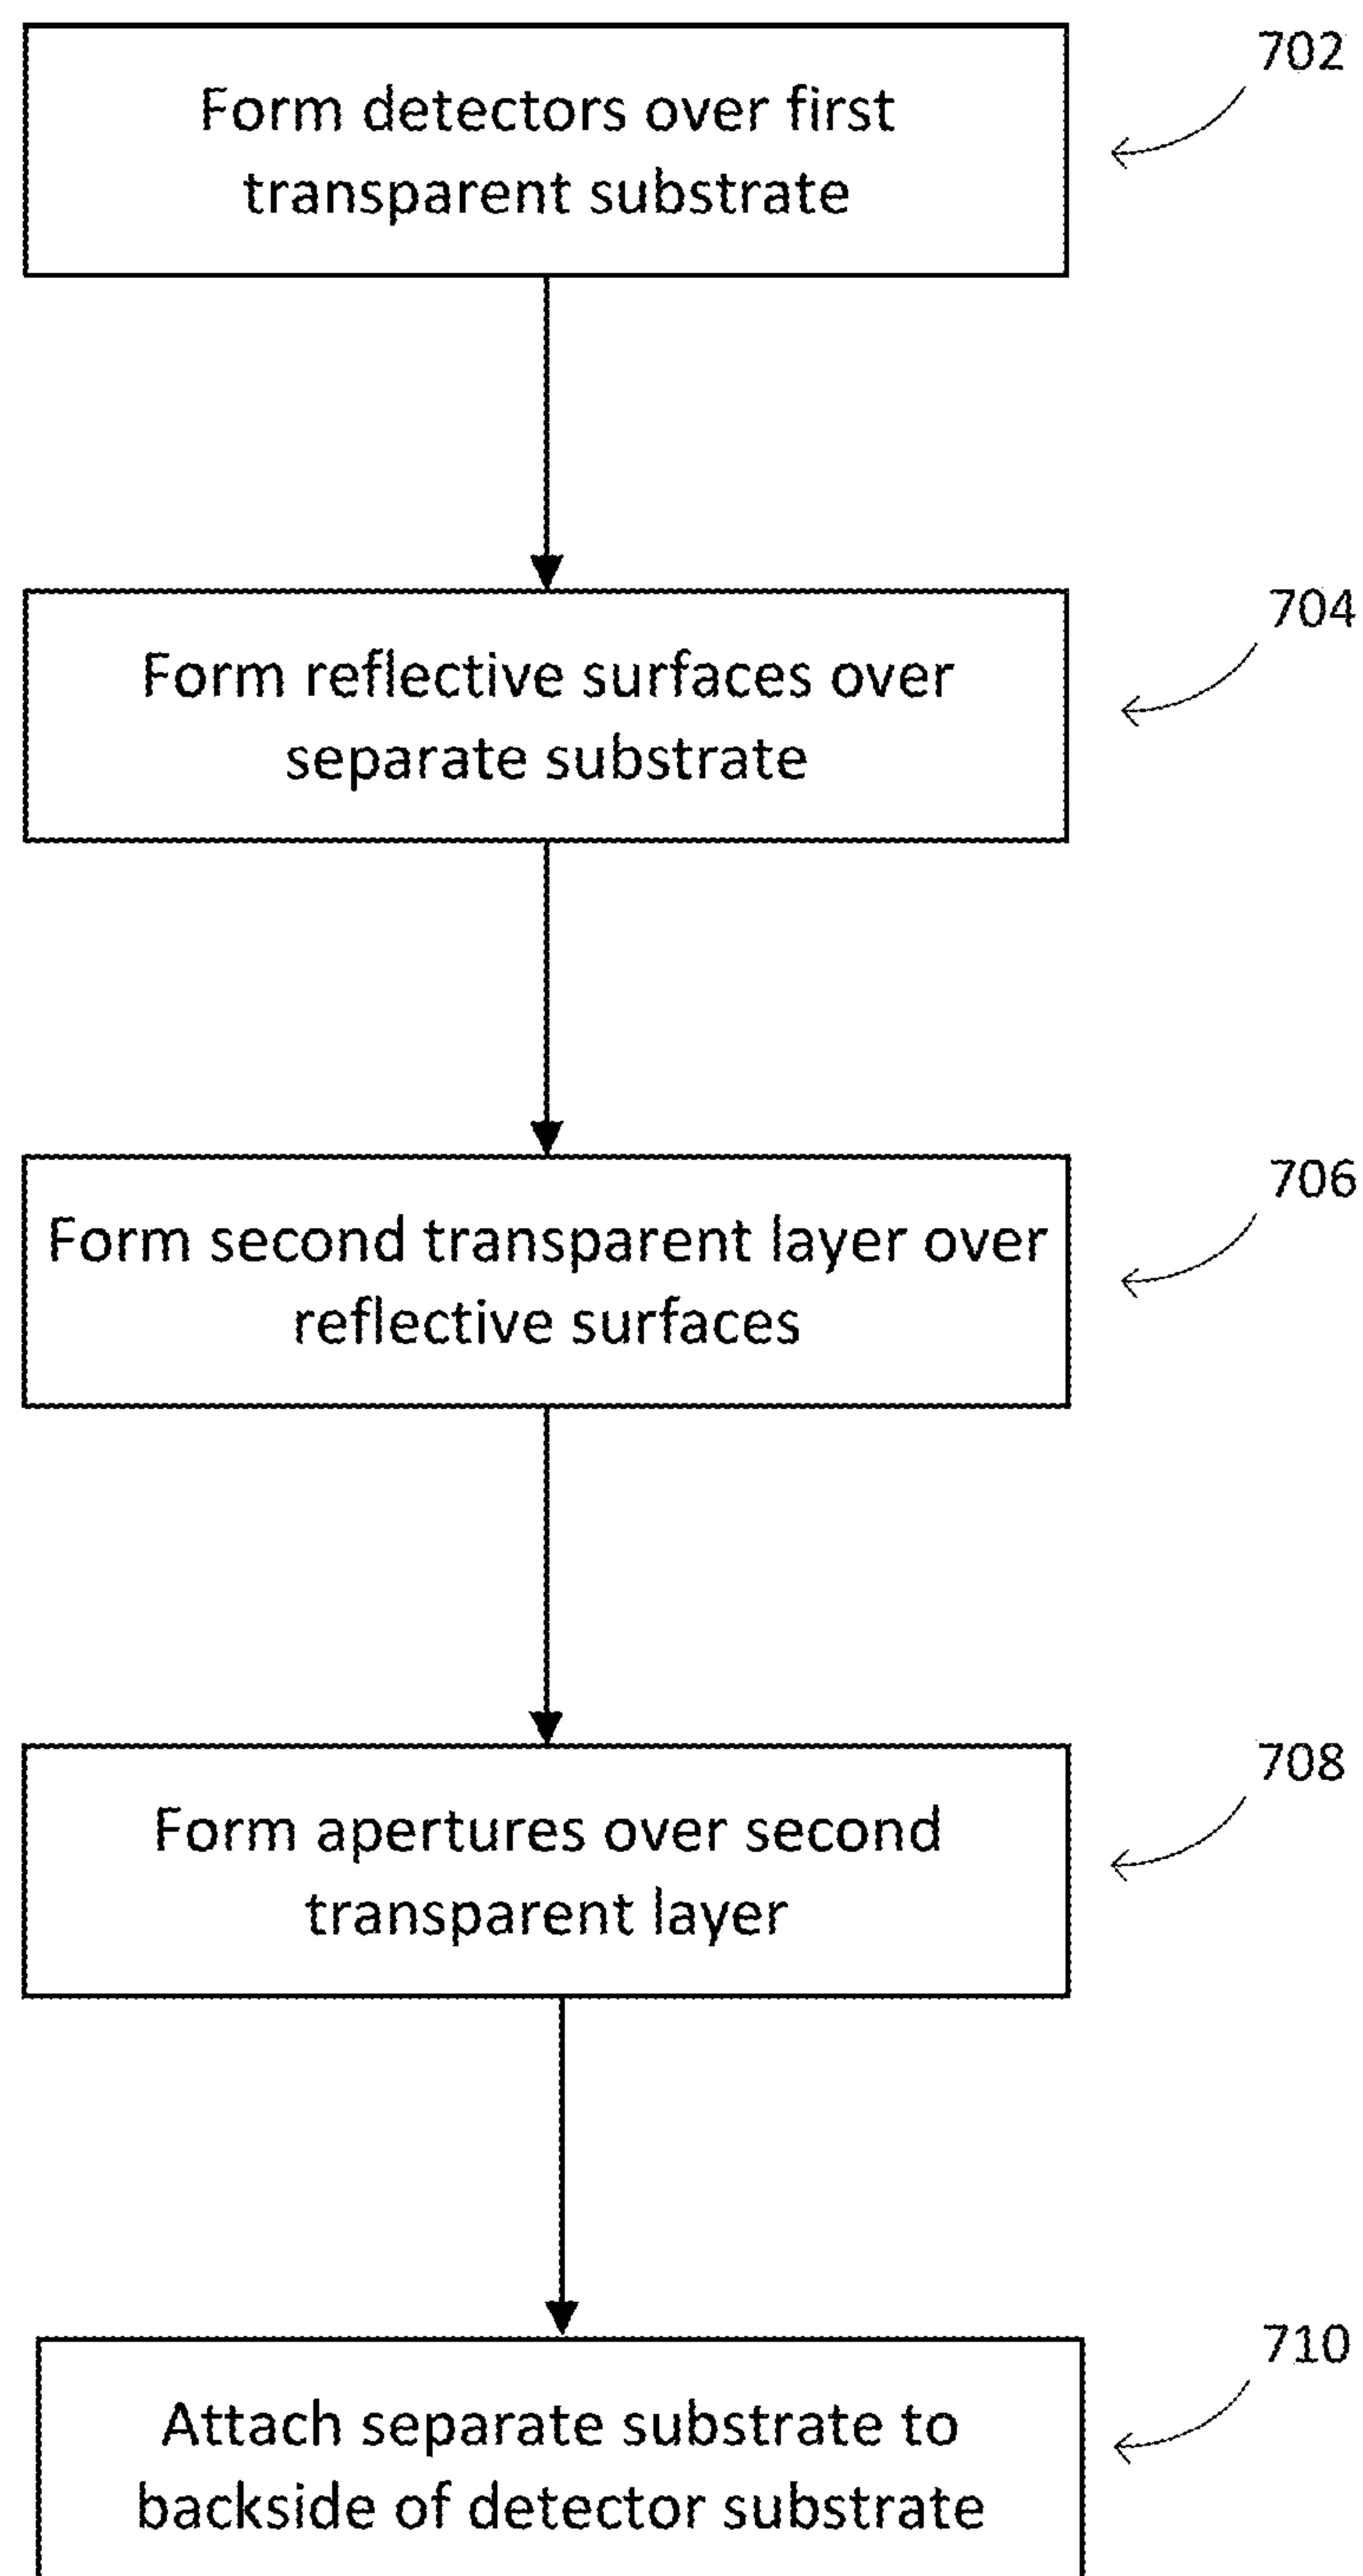 702
Form detectors over first
transparent substrate
704
Form reflective surfaces over
separate substrate
706
Form second transparent layer over
reflective surfaces
708
Form apertures over second
transparent layer
710
Attach separate substrate to
backside of detector substrate